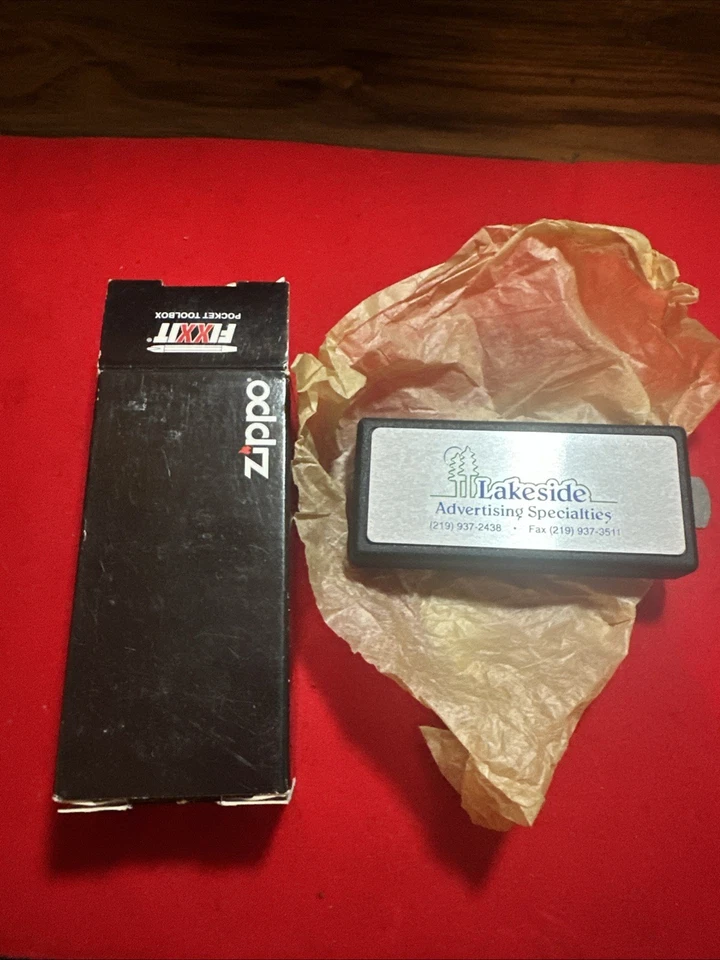 FIXXIT®
POCKET TOOLBOX
zippo.
Lakeside
Advertising Specialties
(219) 937-2438 • Fax (219) 937-3511